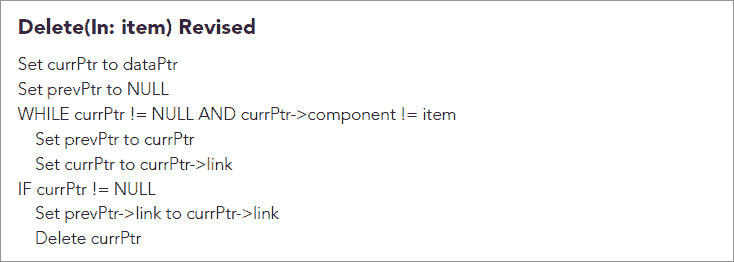 Delete(In: item) Revised
Set currPtr to dataPtr
Set prevPtr to NULL
WHILE currPtr != NULL AND currPtr->component != item
Set prevPtr to currPtr
Set currPtr to currPtr->link
IF currPtr != NULL
Set prevPtr->link to currPtr->link
Delete currPtr